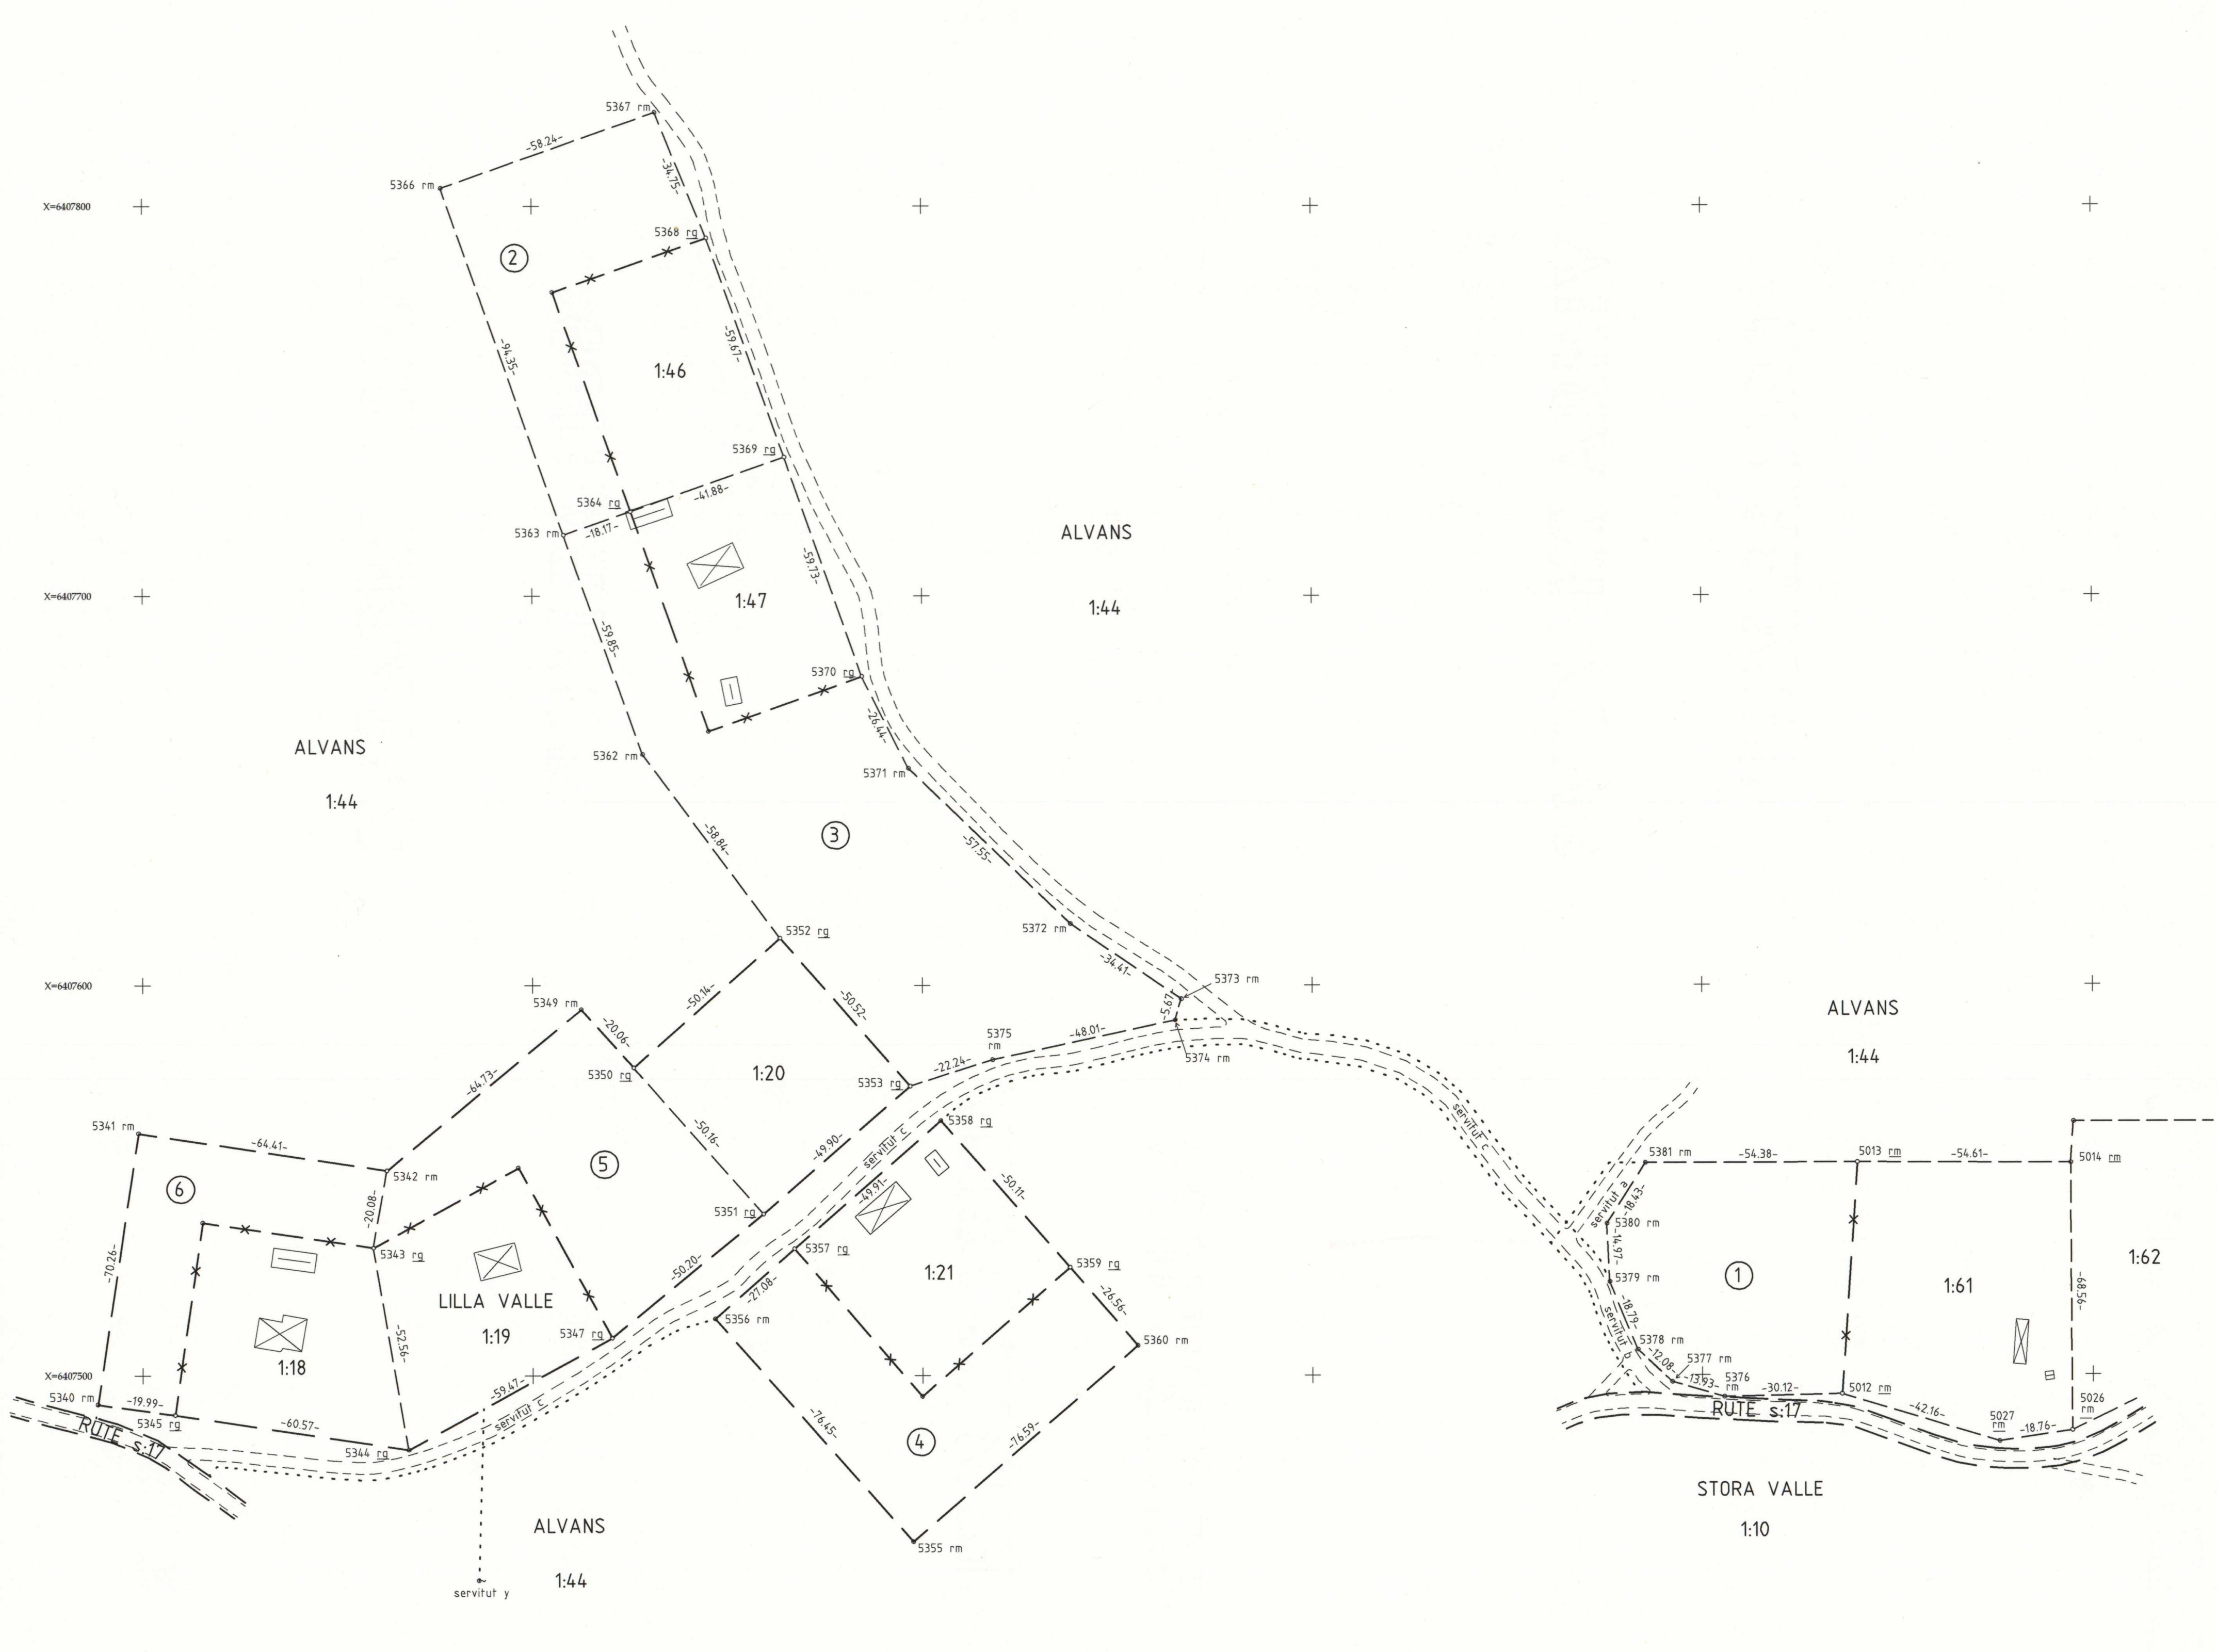 5367 rm
-58.24-
5366 rm
-34.75-
X=6407800
5368 rg
2
-94.35-
-59.67-
1:46
5369 rg
-41.88-
5364 rg
5363 rm
-18.17-
ALVANS
-59.73-
X=6407700
1:47
1:44
-59.85-
5370 rg
-26.44-
ALVANS
5362 rm
5371 rm
1:44
3
-58.84-
-57.55-
5352 rg
5372 rm
-34.41-
5373 rm
X=6407600
5349 rm
-50.14-
-50.52-
-5.67-
ALVANS
-20.06-
5375
rm
-48.01-
5374 rm
1:44
5350 rg
1:20
-22.24-
5353 rg
-64.73-
5341 rm
-64.41-
-50.16-
-49.90-
servitut c
5358 rg
servitut c
5381 rm
-54.38-
5013 rm
-54.61-
5014 rm
5342 rm
5
6
-20.08-
-49.91-
-50.11-
servitut a
-18.43-
5351 rg
5380 rm
5343 rg
5357 rg
-14.97-
1:62
-70.26-
-50.20-
1:21
5359 rg
5379 rm
1
1:61
LILLA VALLE
-27.08-
-26.56-
-18.79-
-68.56-
1:19
5347 rg
5356 rm
servitut b
5360 rm
5378 rm
-52.56-
1:18
-12.08-
5377 rm
X=6407500
-59.47-
-13.93-
5376
rm
-30.12-
5012 rm
5340 rm
-19.99-
5345 rg
-60.57-
servitut c
-76.45-
-42.16-
5026
rm
RUTE s:17
RUTE s:17
5027
rm
-18.76-
5344 rg
4
-76.59-
STORA VALLE
ALVANS
1:10
5355 rm
1:44
servitut y